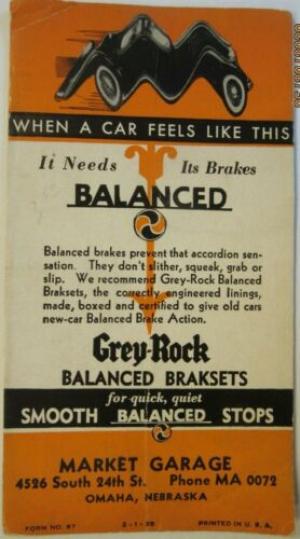 WHEN A CAR FEELS LIKE THIS
It Needs Its Brakes
BALANCED
Balanced brakes prevent that accordion sen-
sation. They don't slither, squeak, grab or
slip. We recommend Grey-Rock Balanced
Braksets, the correctly engineered linings,
made, boxed and certified to give old cars
new-car Balanced Brake Action.
Grey-Rock
BALANCED BRAKSETS
for quick, quiet
SMOOTH BALANCED STOPS
MARKET GARAGE
4526 South 24th St. Phone MA 0072
OMAHA, NEBRASKA
FORM NO. 87 PRINTED IN U. S. A.